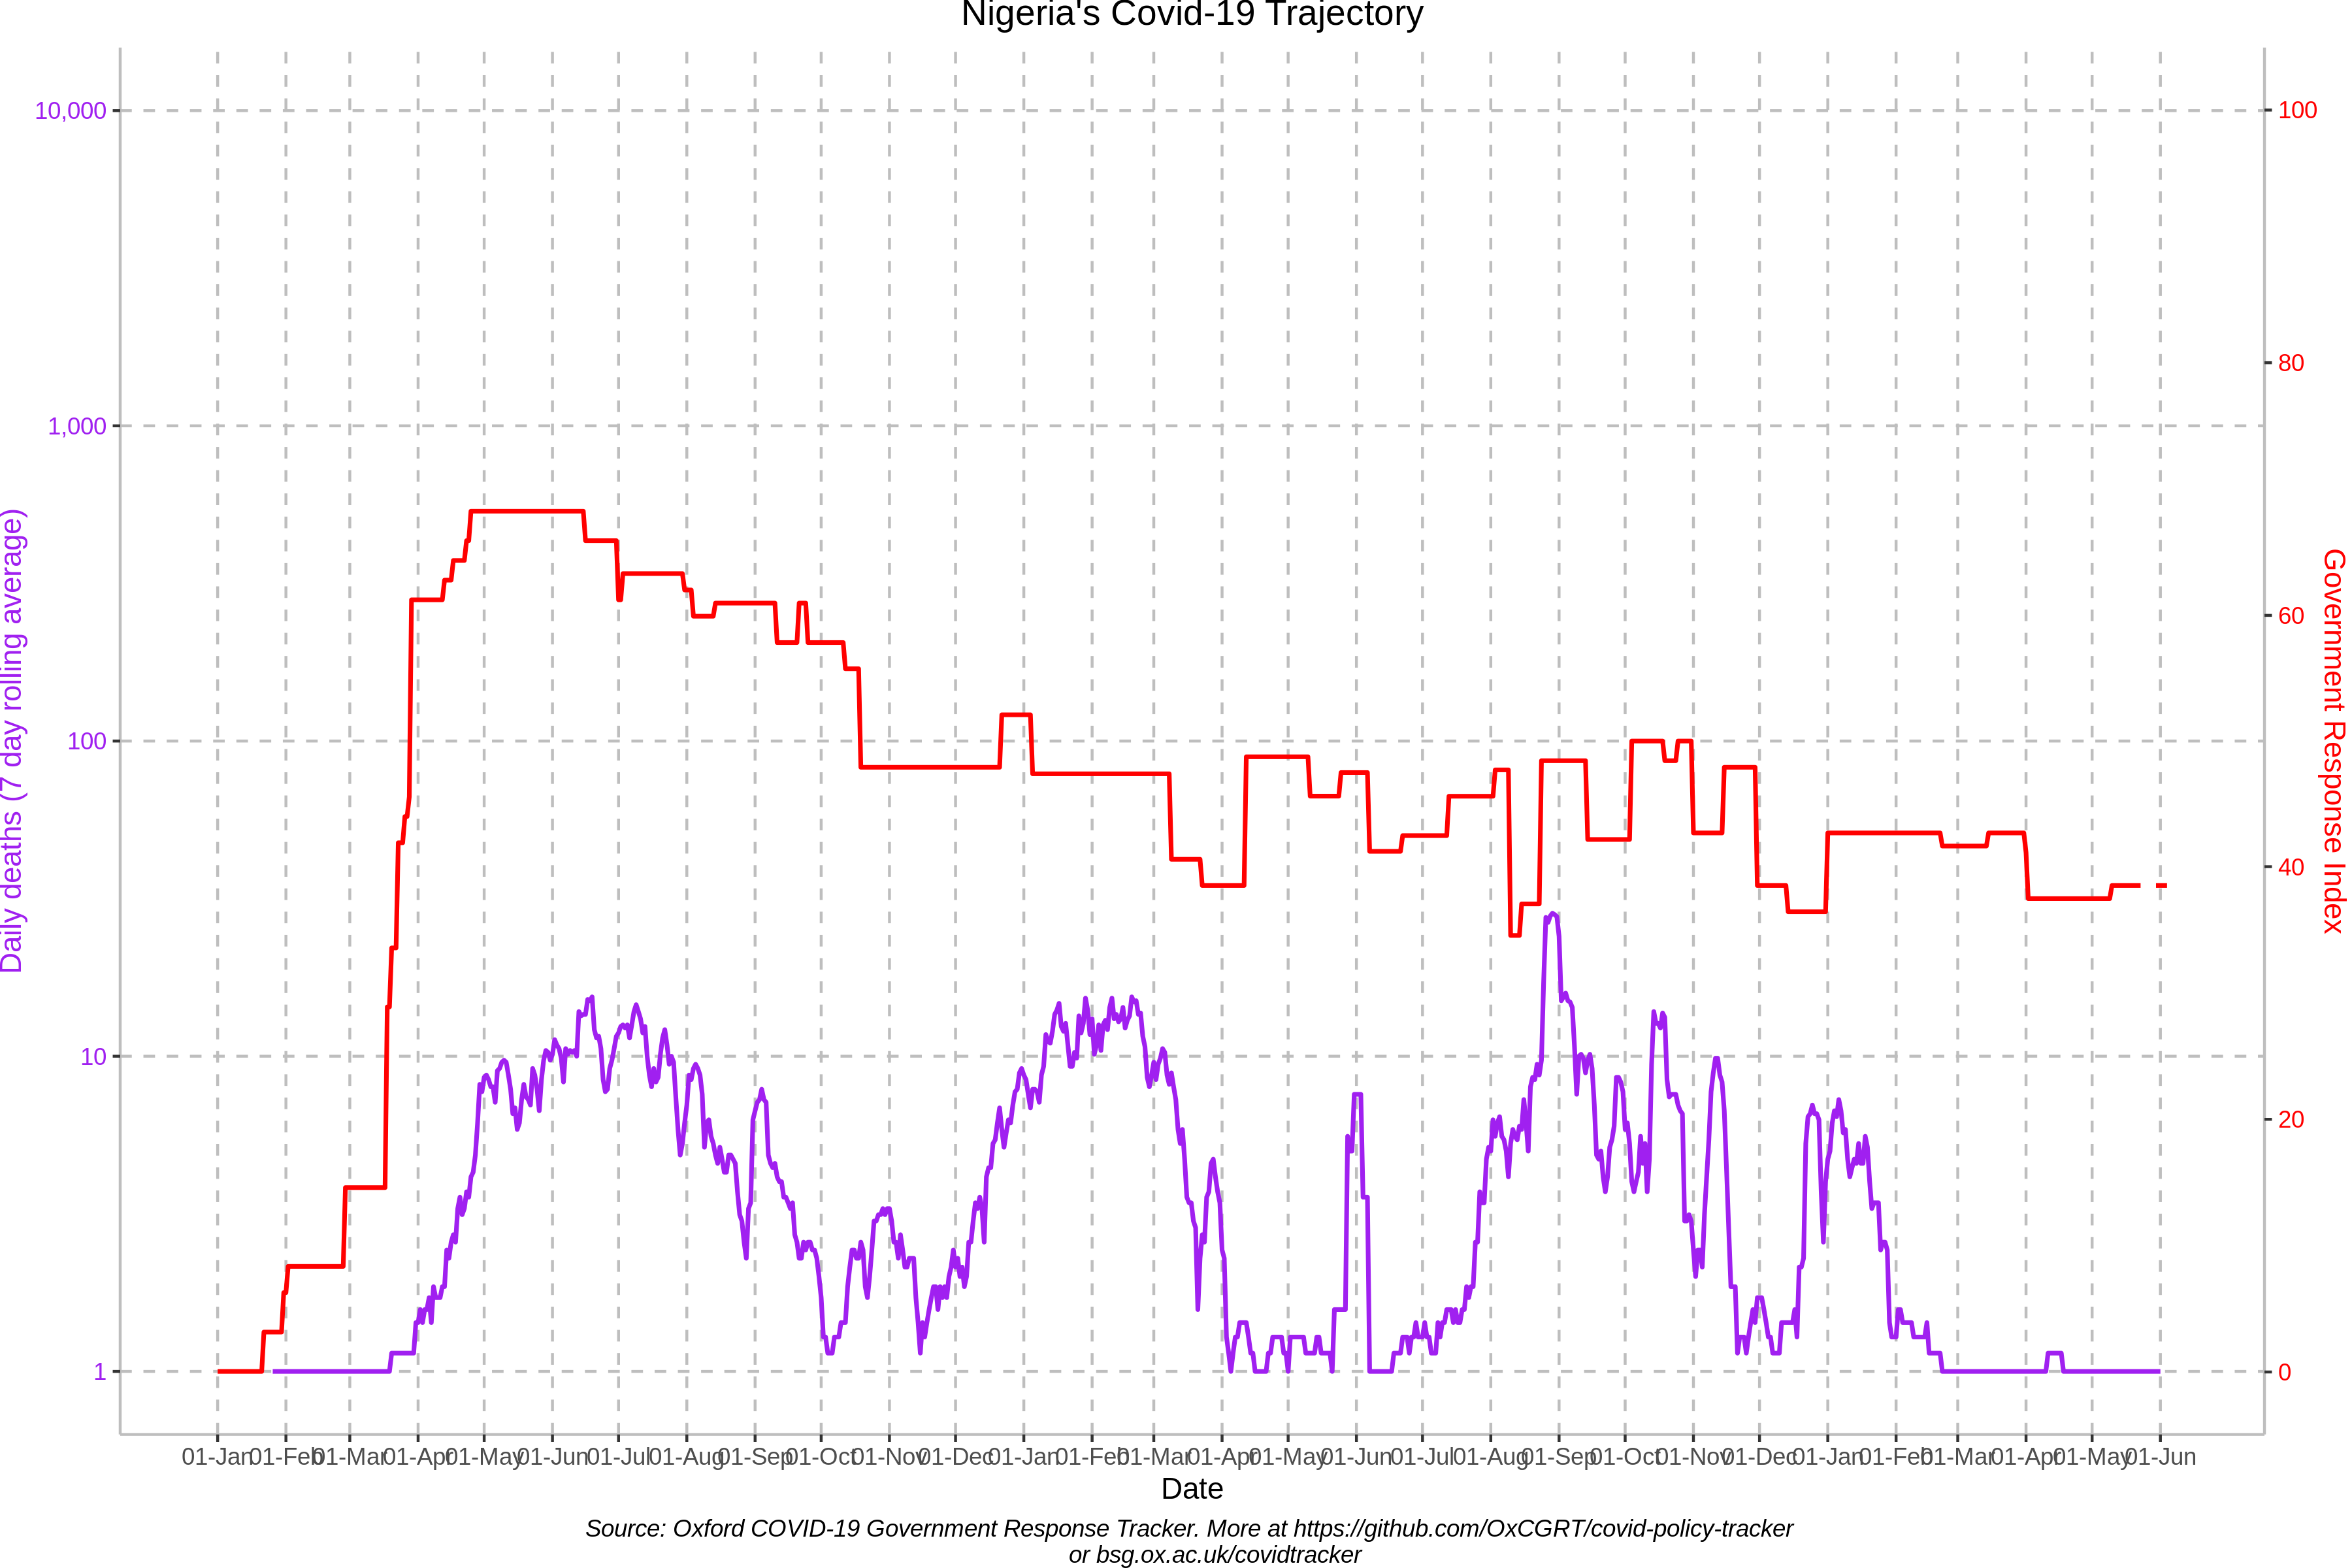 Nigeria's Covid-19 Trajectory
10,000
1,000
100
10
1
Daily deaths (7 day rolling average)
100
80
60
40
20
0
Government Response Index
01-Jan
01-Feb
01-Mar
01-Apr
01-May
01-Jun
01-Jul
01-Aug
01-Sep
01-Oct
01-Nov
01-Dec
01-Jan
01-Feb
01-Mar
01-Apr
01-May
01-Jun
01-Jul
01-Aug
01-Sep
01-Oct
01-Nov
01-Dec
01-Jan
01-Feb
01-Mar
01-Apr
01-May
01-Jun
Date
Source: Oxford COVID-19 Government Response Tracker. More at https://github.com/OxCGRT/covid-policy-tracker
or bsg.ox.ac.uk/covidtracker